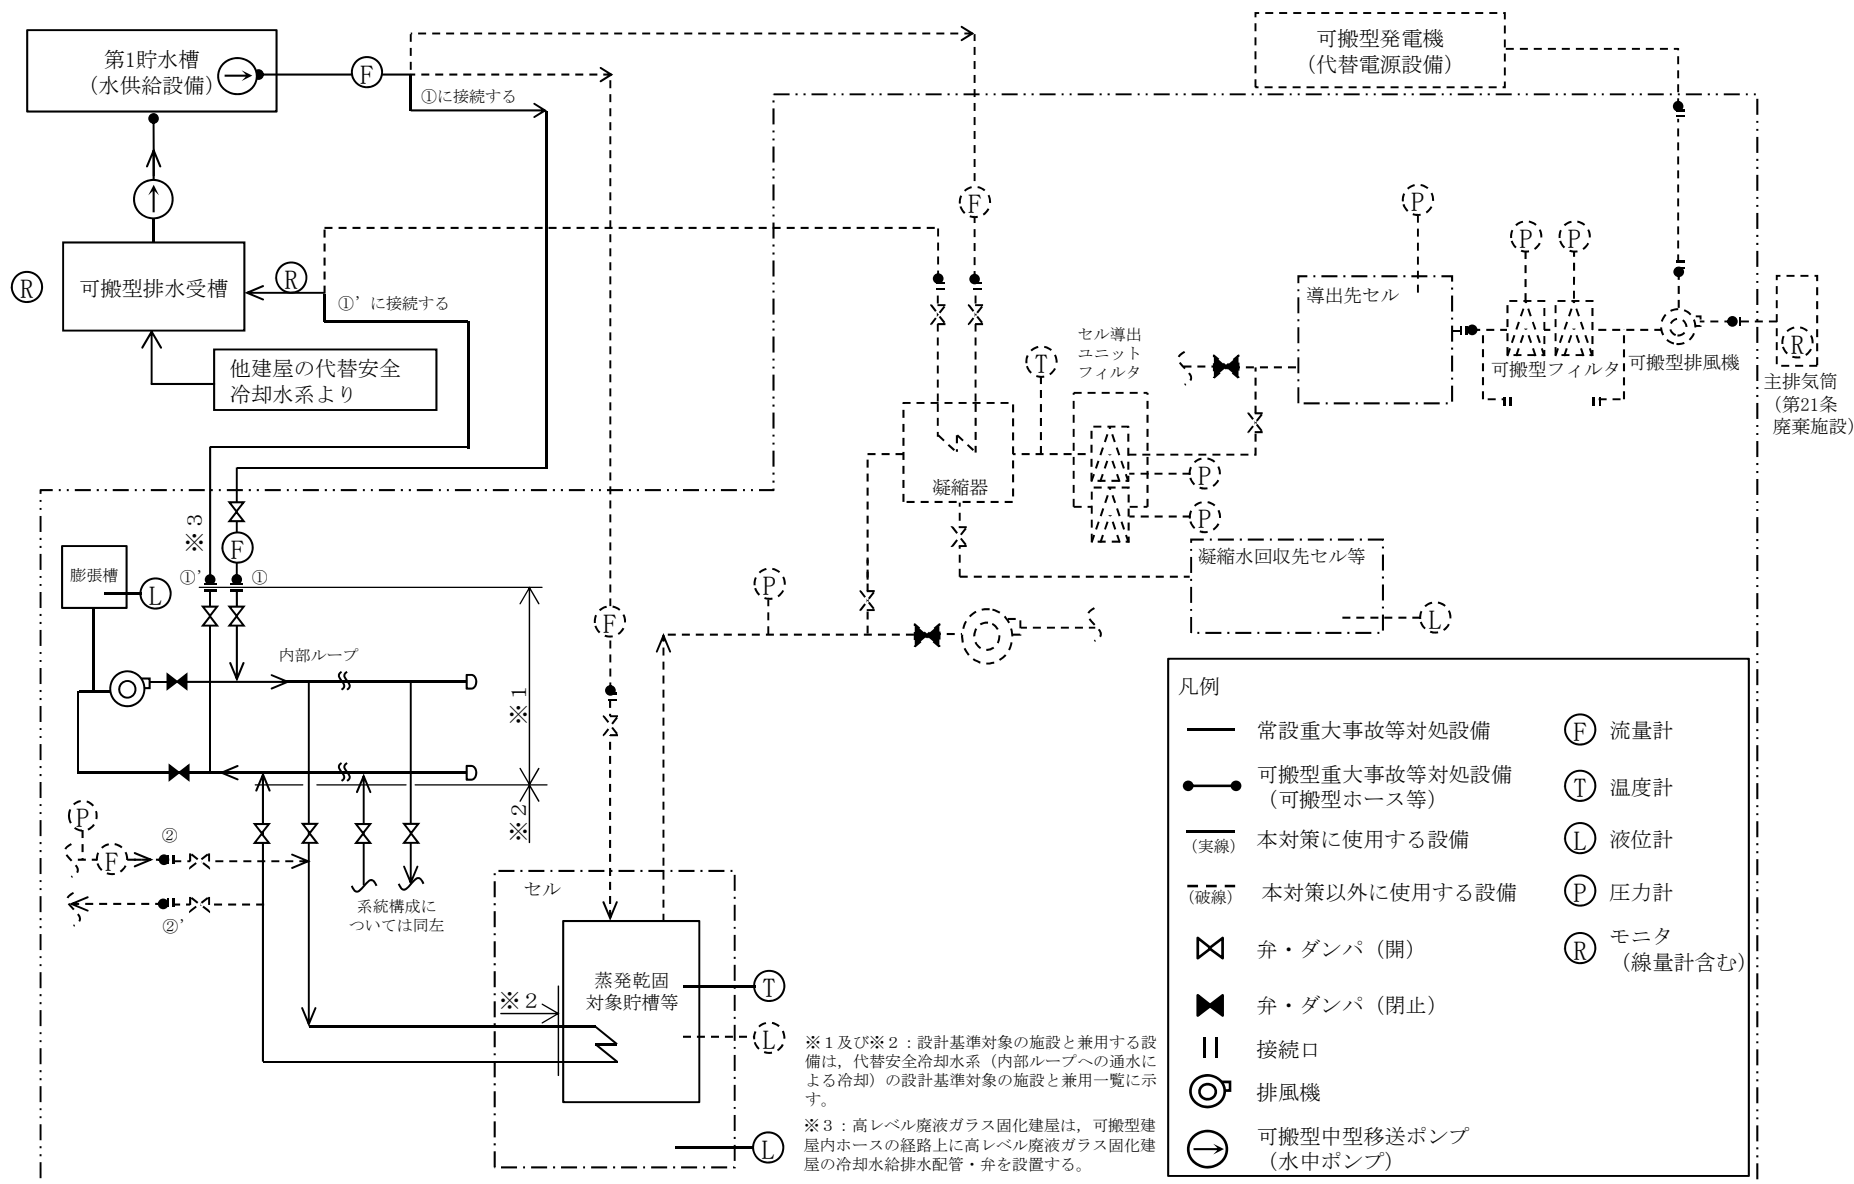 第1貯水槽
（水供給設備）
F
①に接続する
可搬型発電機
（代替電源設備）
F
P
P
P
R
可搬型排水受槽
R
①’に接続する
導出先セル
セル導出
ユニット
フィルタ
T
可搬型フィルタ
可搬型排風機
R
主排気筒
（第21条
廃棄施設）
他建屋の代替安全
冷却水系より
凝縮器
P
P
※３
F
凝縮水回収先セル等
L
膨張槽
L
①’
①
P
F
内部ループ
※１
※２
P
F
②
②’
系統構成に
ついては同左
セル
蒸発乾固
対象貯槽等
※２
T
L
L
※１及び※２：設計基準対象の施設と兼用する設
備は，代替安全冷却水系（内部ループへの通水に
よる冷却）の設計基準対象の施設と兼用一覧に示
す。
※３：高レベル廃液ガラス固化建屋は，可搬型建
屋内ホースの経路上に高レベル廃液ガラス固化建
屋の冷却水給排水配管・弁を設置する。
凡例
常設重大事故等対処設備
可搬型重大事故等対処設備
（可搬型ホース等）
（実線）
本対策に使用する設備
（破線）
本対策以外に使用する設備
弁・ダンパ（開）
弁・ダンパ（閉止）
接続口
排風機
可搬型中型移送ポンプ
（水中ポンプ）
F 流量計
T 温度計
L 液位計
P 圧力計
R モニタ
（線量計含む）